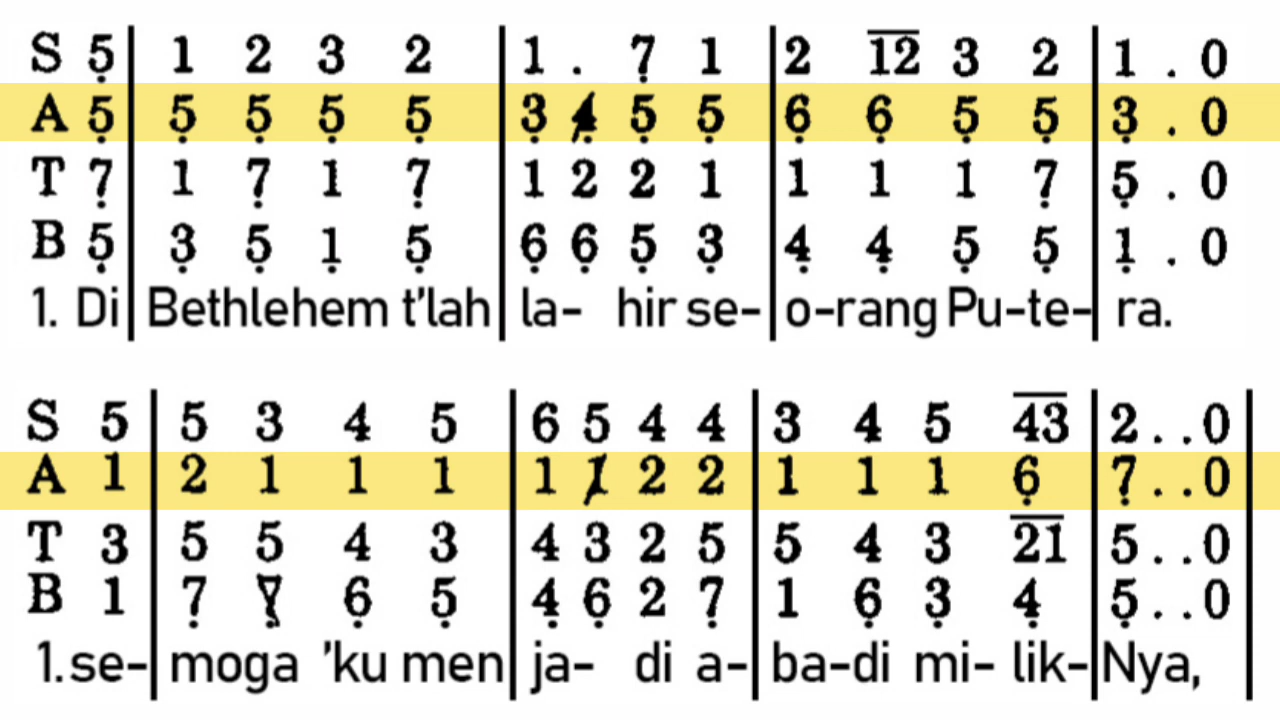 S 5̣ | 1 2 3 2 | 1 . 7̣ 1 | 2 1̅2̅ 3 2 | 1 . 0
A 5̣ | 5̣ 5̣ 5̣ 5̣ | 3̣ 4̸̣ 5̣ 5̣ | 6̣ 6̣ 5̣ 5̣ | 3̣ . 0
T 7̣ | 1 7̣ 1 7̣ | 1 2 2 1 | 1 1 1 7̣ | 5̣ . 0
B 5̣ | 3̣ 5̣ 1̣ 5̣ | 6̣ 6̣ 5̣ 3̣ | 4̣ 4̣ 5̣ 5̣ | 1̣ . 0
1. Di | Bethlehem t'lah | la- hir se- | o-rang Pu-te- | ra.
S 5 | 5 3 4 5 | 6 5 4 4 | 3 4 5 4̅3̅ | 2 . . 0
A 1 | 2 1 1 1 | 1 1̸ 2 2 | 1 1 1 6̣ | 7̣ . . 0
T 3 | 5 5 4 3 | 4 3 2 5 | 5 4 3 2̅1̅ | 5 . . 0
B 1 | 7̣ 7̸̣ 6̣ 5̣ | 4̣ 6̣ 2 7̣ | 1 6̣ 3̣ 4̣ | 5̣ . . 0
1. se- | moga 'ku men | ja- di a- | ba-di mi- lik- | Nya,